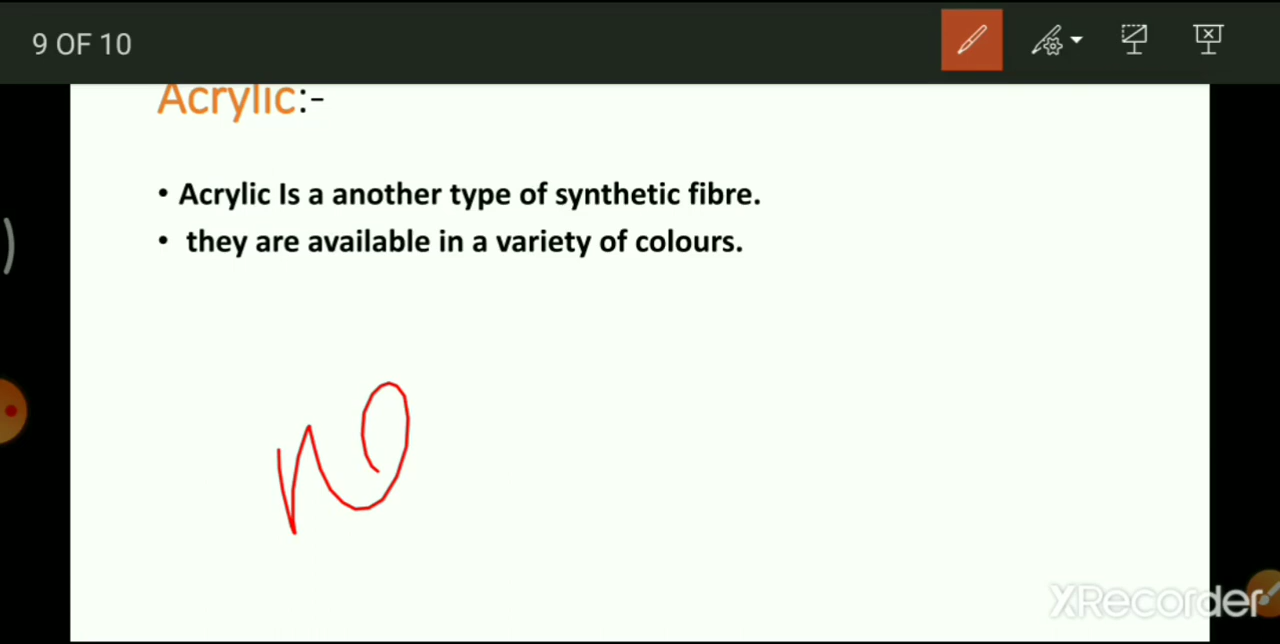 9 OF 10
Acrylic:-
• Acrylic Is a another type of synthetic fibre.
• they are available in a variety of colours.
no
XRecorder